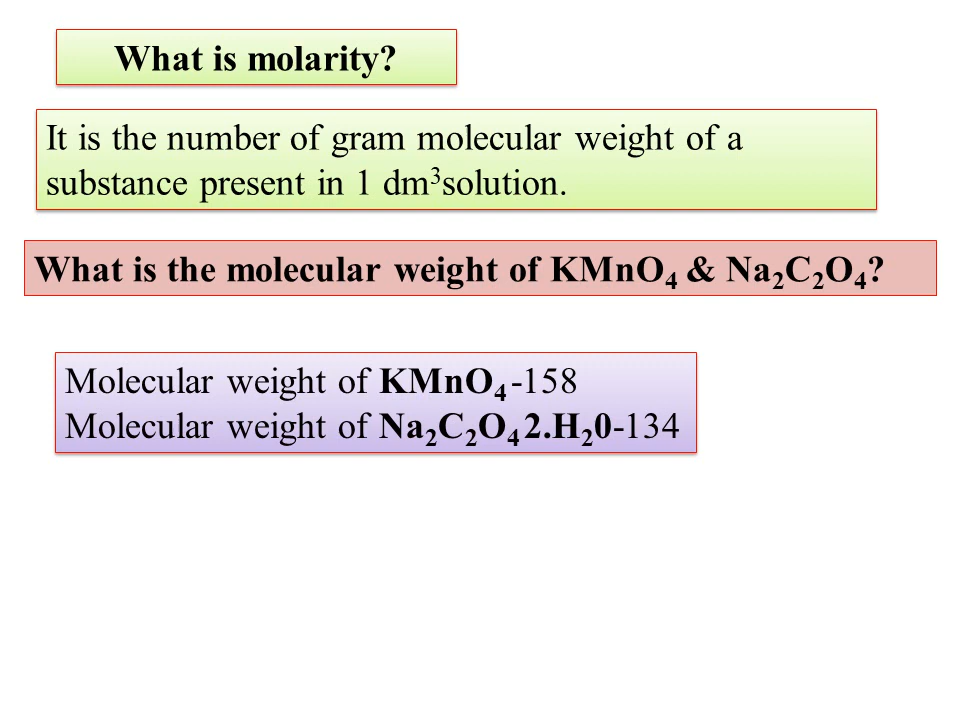 What is molarity?
It is the number of gram molecular weight of a
substance present in 1 dm³solution.
What is the molecular weight of KMnO₄ & Na₂C₂O₄?
Molecular weight of KMnO₄ -158
Molecular weight of Na₂C₂O₄ 2.H₂0-134